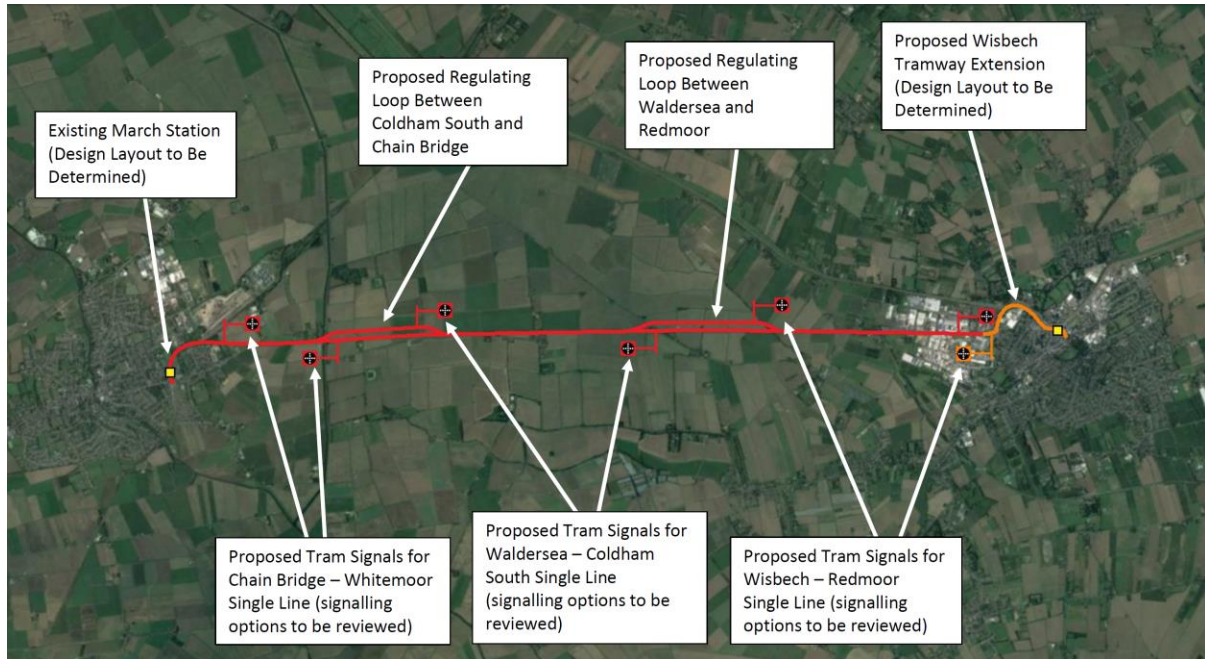 Existing March Station
(Design Layout to Be
Determined)
Proposed Regulating
Loop Between
Coldham South and
Chain Bridge
Proposed Regulating
Loop Between
Waldersea and
Redmoor
Proposed Wisbech
Tramway Extension
(Design Layout to Be
Determined)
Proposed Tram Signals for
Chain Bridge – Whitemoor
Single Line (signalling
options to be reviewed)
Proposed Tram Signals for
Waldersea – Coldham
South Single Line
(signalling options to be
reviewed)
Proposed Tram Signals for
Wisbech – Redmoor
Single Line (signalling
options to be reviewed)